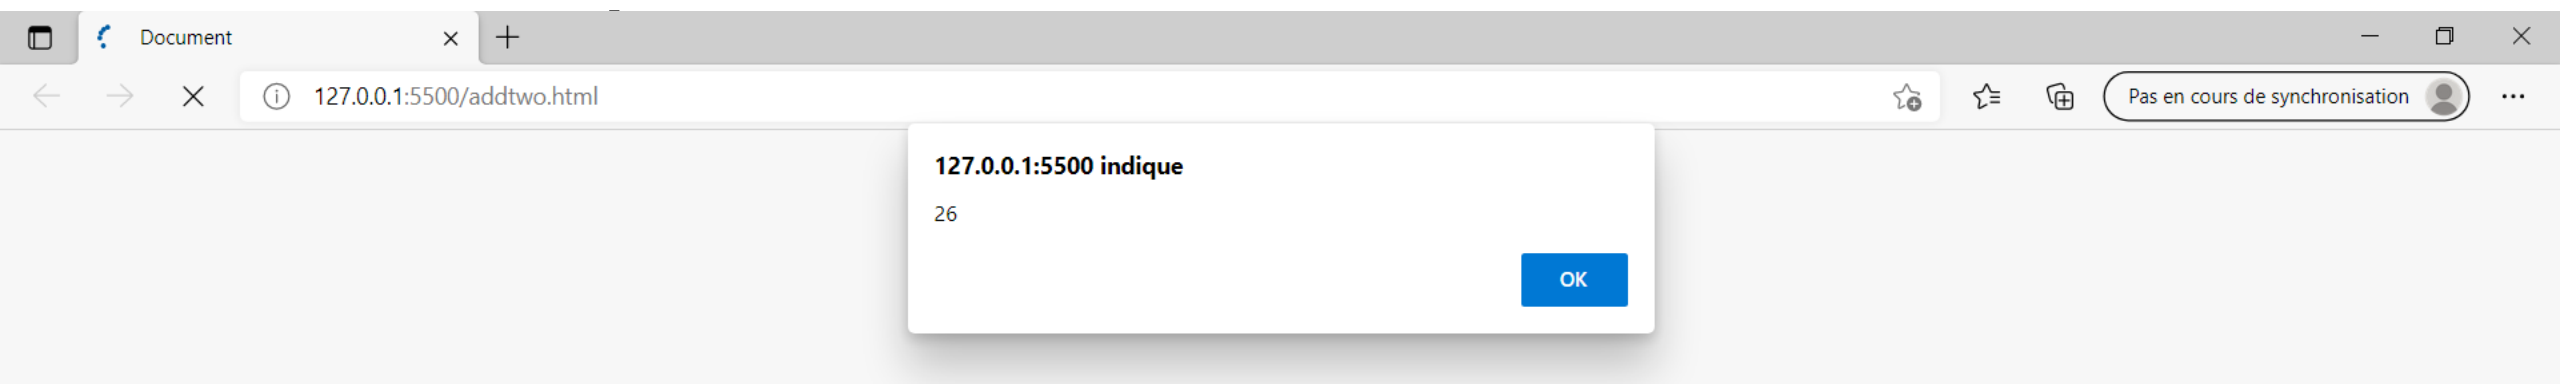 Document
127.0.0.1:5500/addtwo.html
Pas en cours de synchronisation
127.0.0.1:5500 indique
26
OK